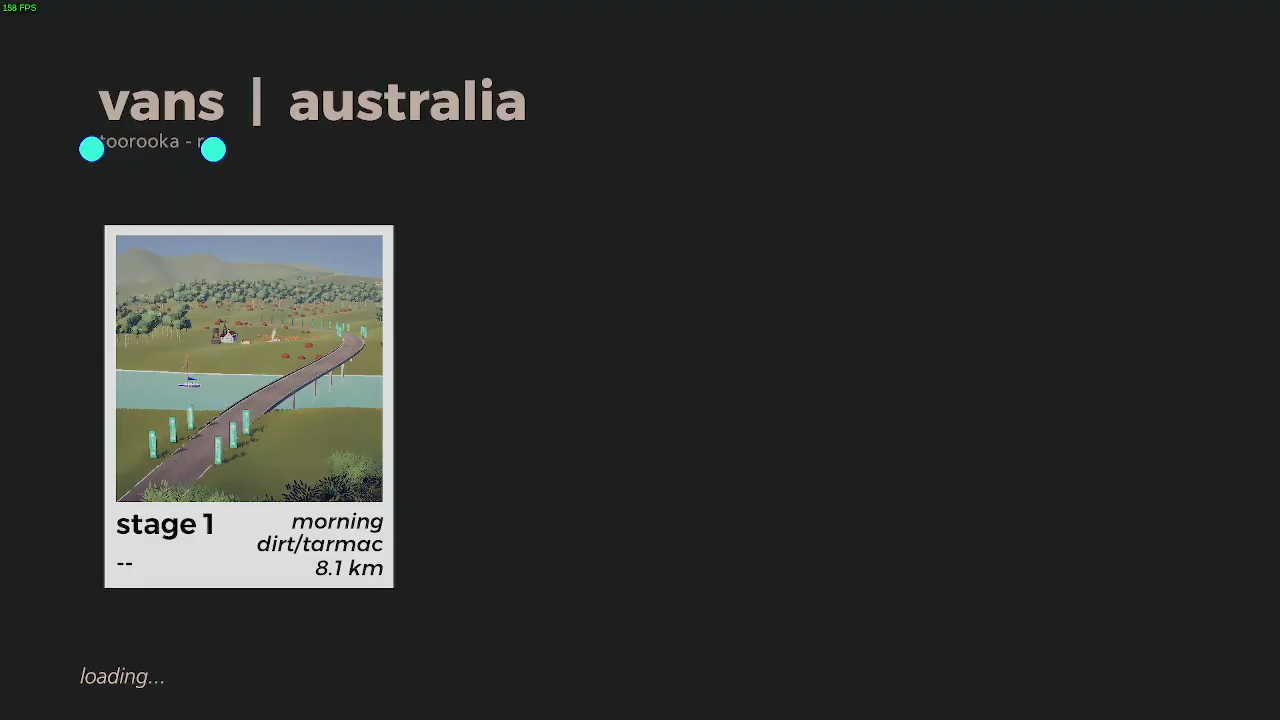 158 FPS
vans | australia
toorooka -
stage 1
--
morning
dirt/tarmac
8.1 km
loading...